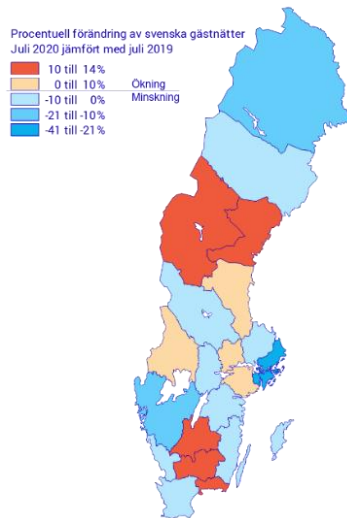 Procentuell förändring av svenska gästnätter
Juli 2020 jämfört med juli 2019
10 till 14%
0 till 10% Ökning
-10 till 0% Minskning
-21 till -10%
-41 till -21%